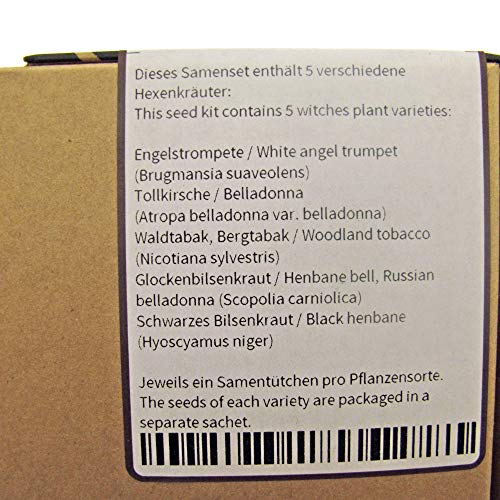 Dieses Samenset enthält 5 verschiedene
Hexenkräuter:
This seed kit contains 5 witches plant varieties:
Engelstrompete / White angel trumpet
(Brugmansia suaveolens)
Tollkirsche / Belladonna
(Atropa belladonna var. belladonna)
Waldtabak, Bergtabak / Woodland tobacco
(Nicotiana sylvestris)
Glockenbilsenkraut / Henbane bell, Russian
belladonna (Scopolia carniolica)
Schwarzes Bilsenkraut / Black henbane
(Hyoscyamus niger)
Jeweils ein Samentütchen pro Pflanzensorte.
The seeds of each variety are packaged in a
separate sachet.